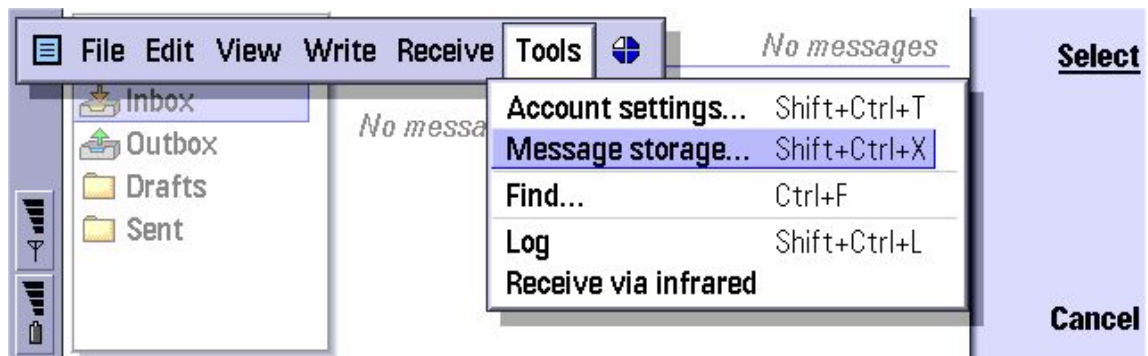 File Edit View Write Receive Tools
No messages
Select
Inbox
No messa
Outbox
Drafts
Sent
Account settings... Shift+Ctrl+T
Message storage... Shift+Ctrl+X
Find... Ctrl+F
Log Shift+Ctrl+L
Receive via infrared
Cancel